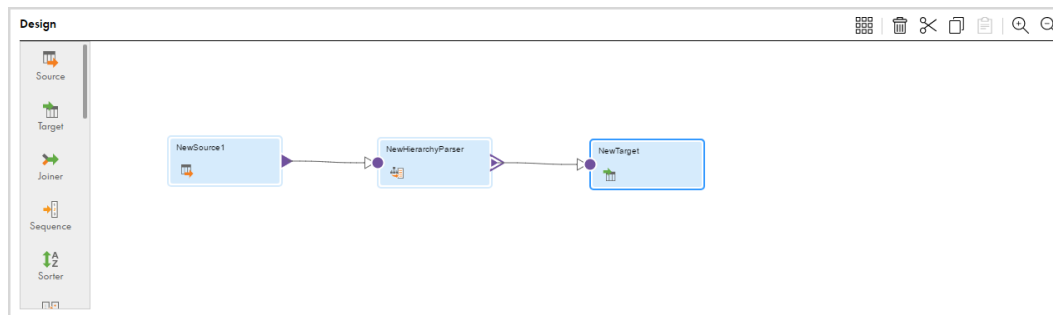 Design
Source
Target
Joiner
Sequence
Sorter
NewSource1
NewHierarchyParser
NewTarget